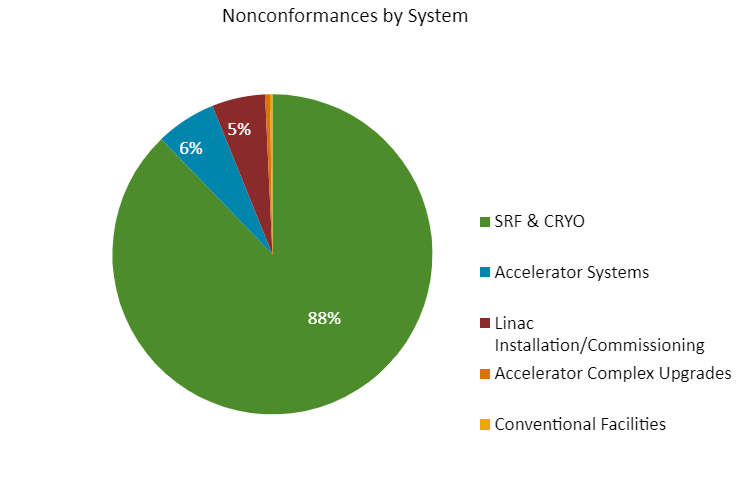 Nonconformances by System
5%
6%
88%
SRF & CRYO
Accelerator Systems
Linac
Installation/Commissioning
Accelerator Complex Upgrades
Conventional Facilities